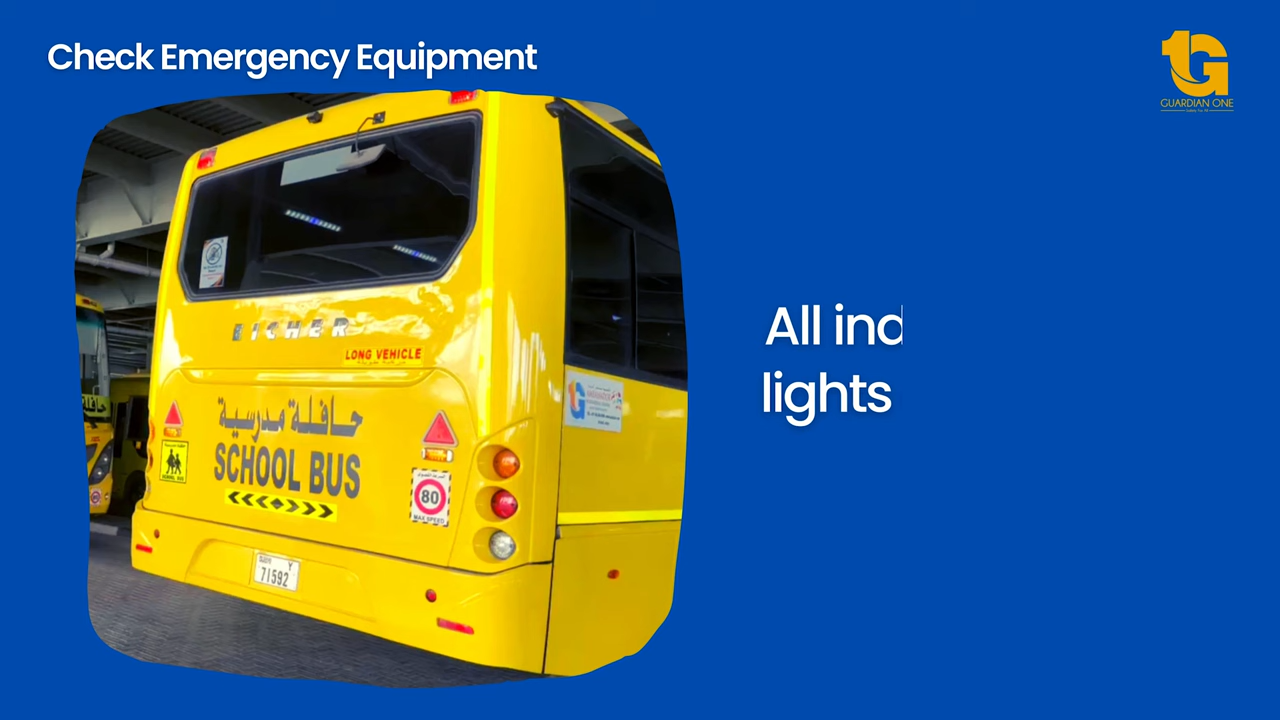 Check Emergency Equipment
GUARDIAN ONE
EICHER
LONG VEHICLE
حافلة مدرسية
SCHOOL BUS
SCHOOL BUS
80
MAX SPEED
DUBAI Y
71592
All ind
lights